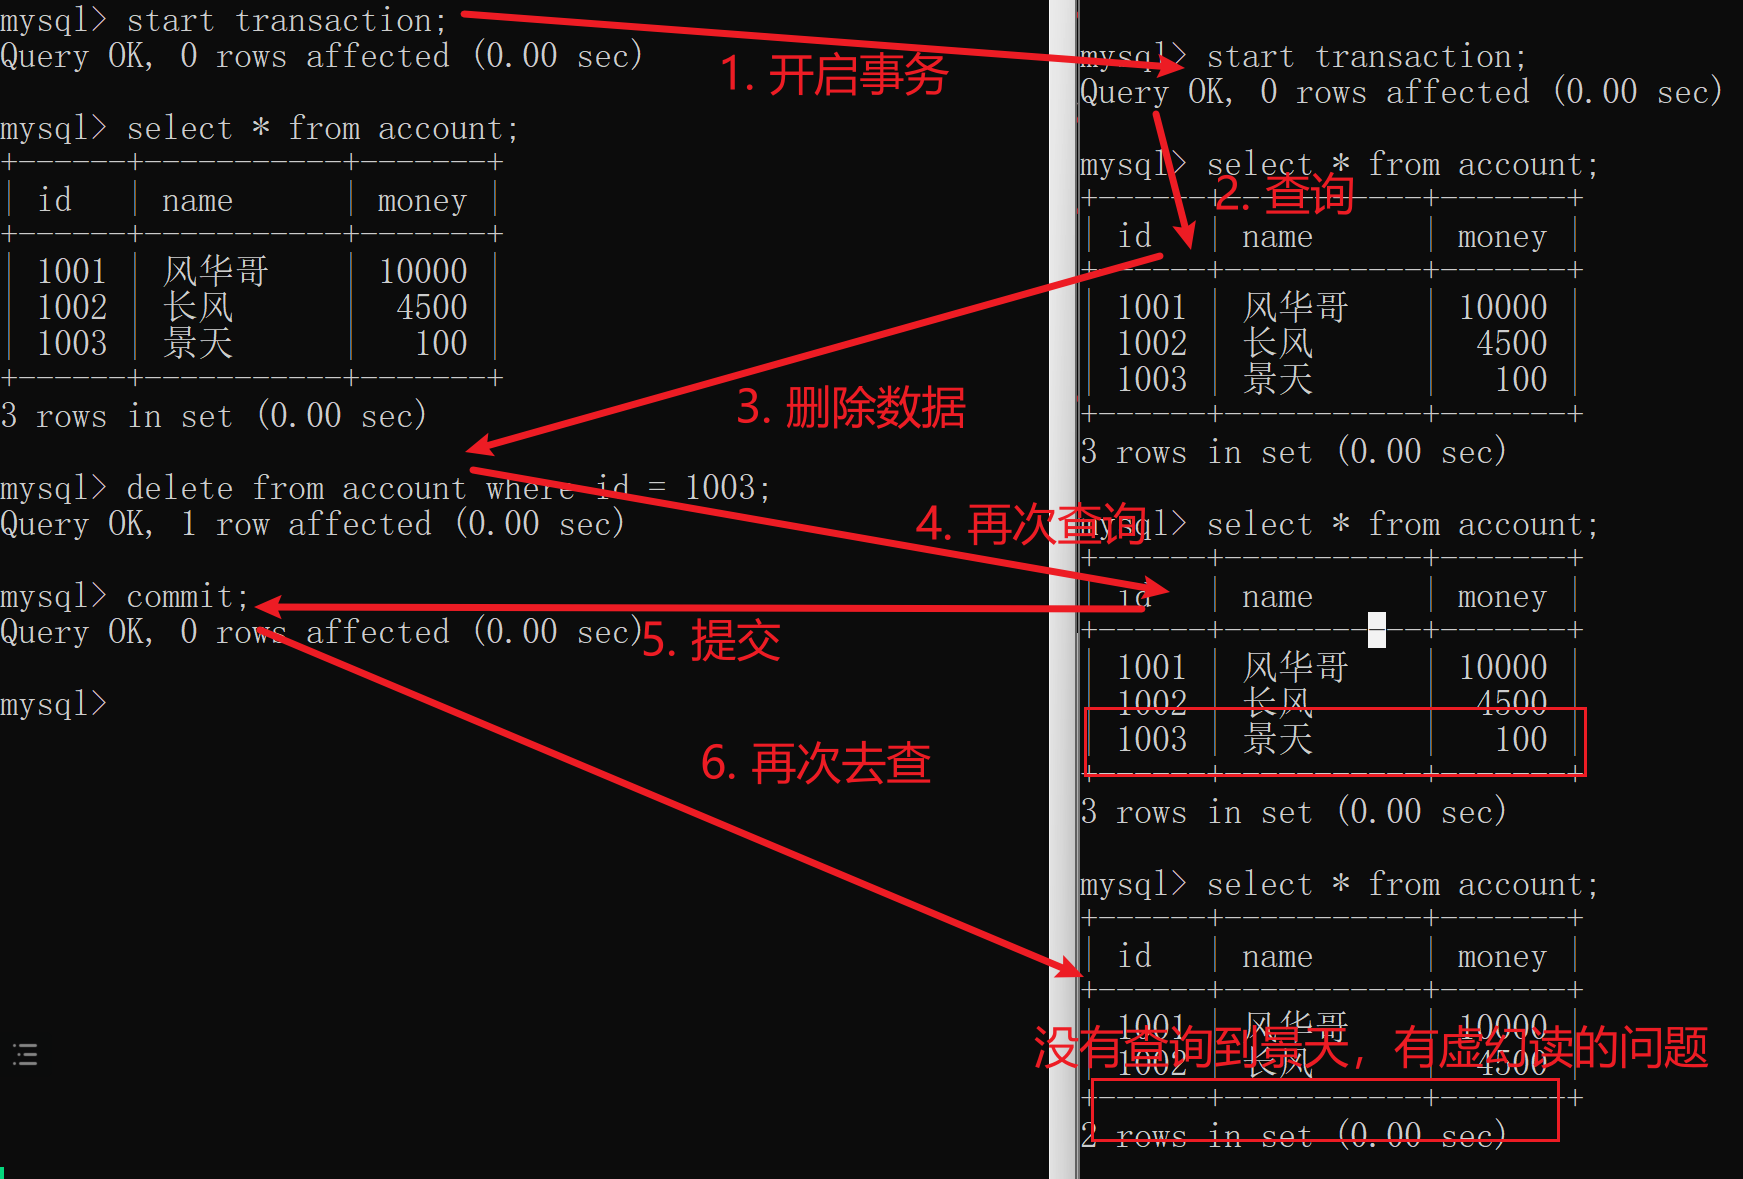 mysql> start transaction;
Query OK, 0 rows affected (0.00 sec)
mysql> select * from account;
+------+-----------+-------+
| id   | name      | money |
+------+-----------+-------+
| 1001 | 风华哥    | 10000 |
| 1002 | 长风      |  4500 |
| 1003 | 景天      |   100 |
+------+-----------+-------+
3 rows in set (0.00 sec)
mysql> delete from account where id = 1003;
Query OK, 1 row affected (0.00 sec)
mysql> commit;
Query OK, 0 rows affected (0.00 sec)
mysql>
1. 开启事务
2. 查询
3. 删除数据
4. 再次查询
5. 提交
6. 再次去查
mysql> start transaction;
Query OK, 0 rows affected (0.00 sec)
mysql> select * from account;
+------+-----------+-------+
| id   | name      | money |
+------+-----------+-------+
| 1001 | 风华哥    | 10000 |
| 1002 | 长风      |  4500 |
| 1003 | 景天      |   100 |
+------+-----------+-------+
3 rows in set (0.00 sec)
mysql> select * from account;
+------+-----------+-------+
| id   | name      | money |
+------+-----------+-------+
| 1001 | 风华哥    | 10000 |
| 1002 | 长风      |  4500 |
| 1003 | 景天      |   100 |
+------+-----------+-------+
3 rows in set (0.00 sec)
mysql> select * from account;
+------+-----------+-------+
| id   | name      | money |
+------+-----------+-------+
| 1001 | 风华哥    | 10000 |
| 1002 | 长风      |  4500 |
+------+-----------+-------+
2 rows in set (0.00 sec)
没有查询到景天，有虚幻读的问题